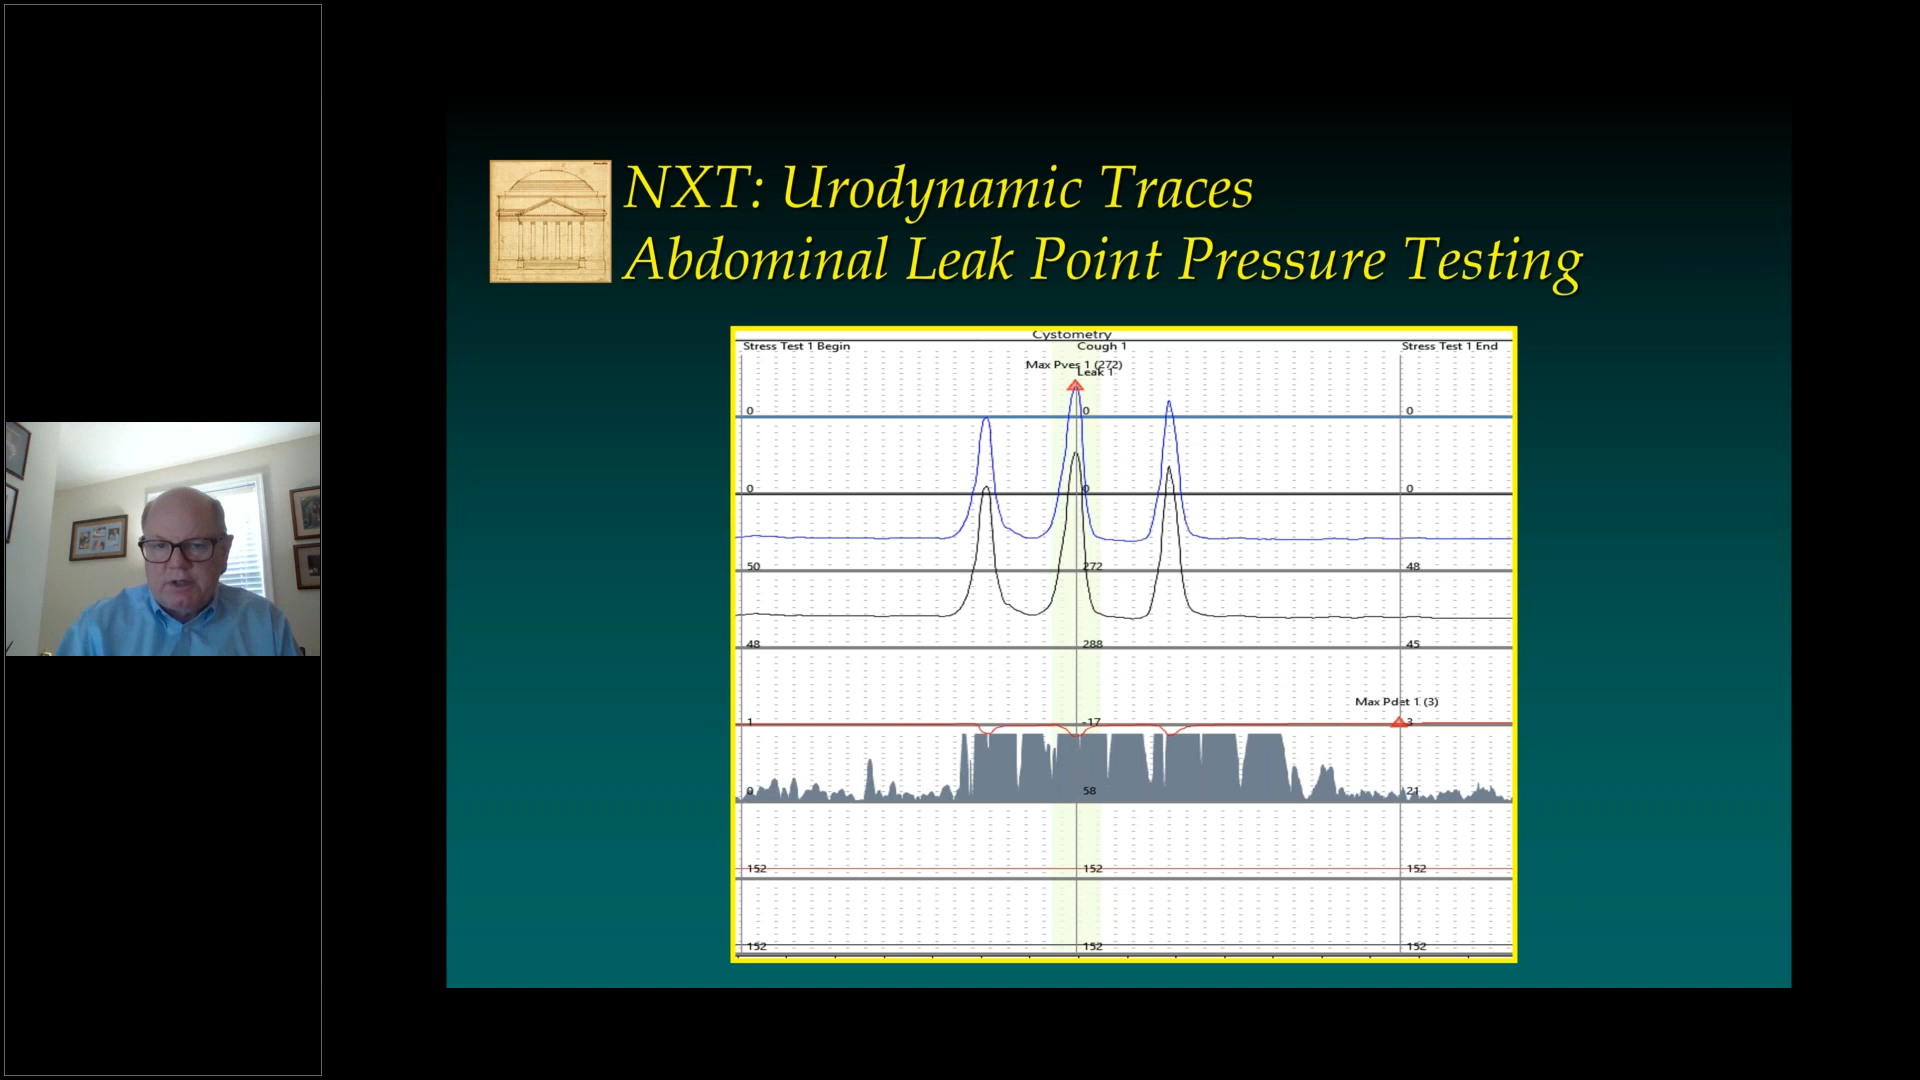 NXT: Urodynamic Traces
Abdominal Leak Point Pressure Testing
Cystometry
Stress Test 1 Begin Cough 1 Stress Test 1 End
Max Pves 1 (272)
Leak 1
0 0 0
0 0 0
50 272 48
48 288 45
Max Pdet 1 (3)
1 -17 3
0 58 21
152 152 152
152 152 152